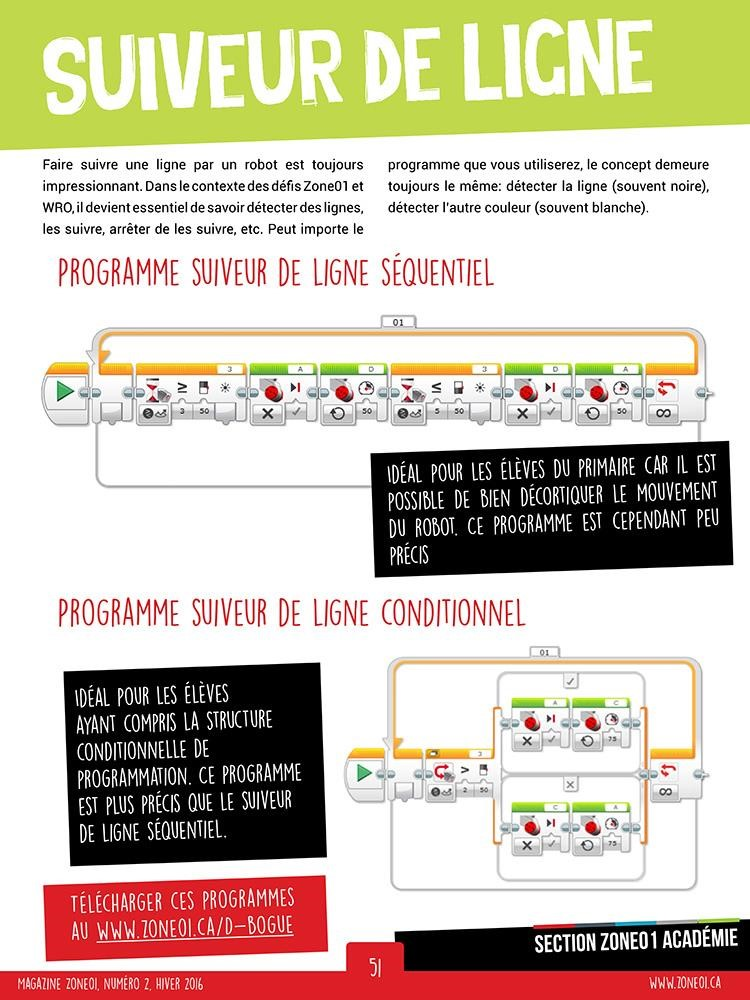 SUIVEUR DE LIGNE
Faire suivre une ligne par un robot est toujours
impressionnant. Dans le contexte des défis Zone01 et
WRO, il devient essentiel de savoir détecter des lignes,
les suivre, arrêter de les suivre, etc. Peut importe le
programme que vous utiliserez, le concept demeure
toujours le même: détecter la ligne (souvent noire),
détecter l'autre couleur (souvent blanche).
PROGRAMME SUIVEUR DE LIGNE SÉQUENTIEL
01
3 A D 3 D A
≥ ≤
3 50 50 5 50 50 ∞
IDÉAL POUR LES ÉLÈVES DU PRIMAIRE CAR IL EST
POSSIBLE DE BIEN DÉCORTIQUER LE MOUVEMENT
DU ROBOT. CE PROGRAMME EST CEPENDANT PEU
PRÉCIS
PROGRAMME SUIVEUR DE LIGNE CONDITIONNEL
IDÉAL POUR LES ÉLÈVES
AYANT COMPRIS LA STRUCTURE
CONDITIONNELLE DE
PROGRAMMATION. CE PROGRAMME
EST PLUS PRÉCIS QUE LE SUIVEUR
DE LIGNE SÉQUENTIEL.
01
A C
75
3
>
2 50 ∞
C A
75
TÉLÉCHARGER CES PROGRAMMES
AU WWW.ZONE01.CA/D-BOGUE
SECTION ZONE01 ACADÉMIE
MAGAZINE ZONE01, NUMÉRO 2, HIVER 2016
51
WWW.ZONE01.CA